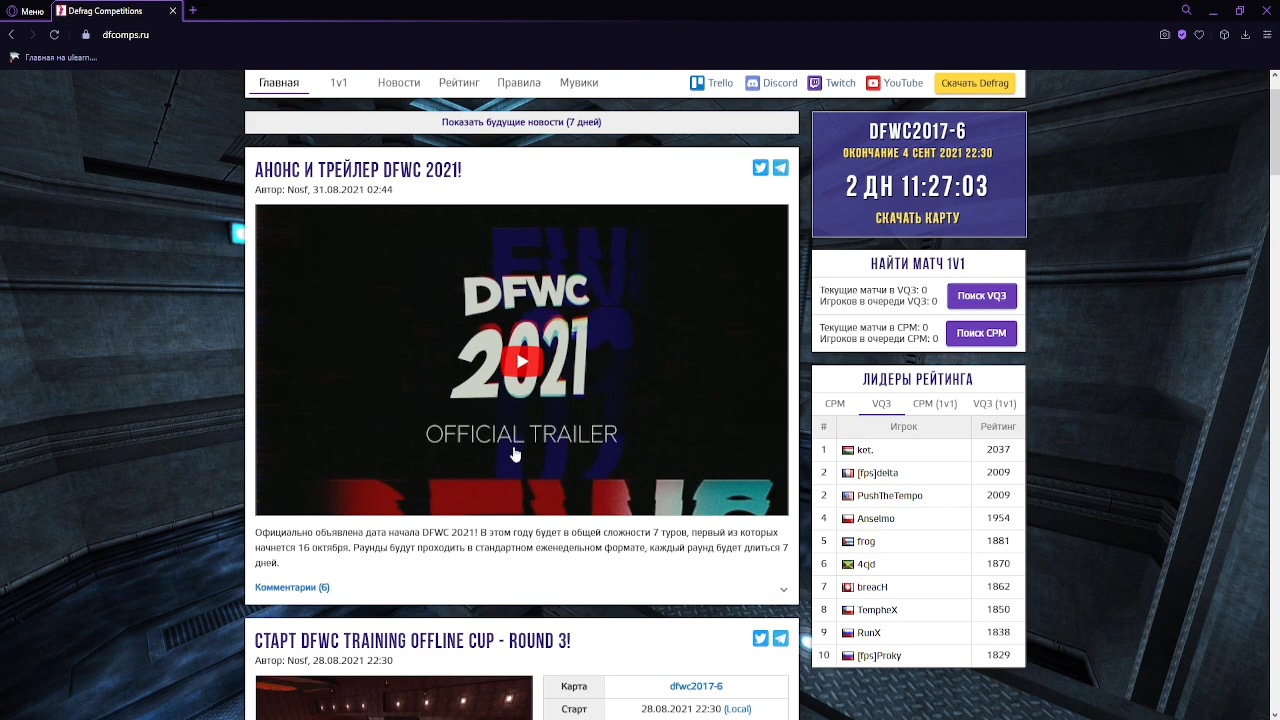 Меню
Defrag Competitions
dfcomps.ru
Главная на ulearn....
Главная
1v1
Новости
Рейтинг
Правила
Мувики
Trello
Discord
Twitch
YouTube
Скачать Defrag
Показать будущие новости (7 дней)
АНОНС И ТРЕЙЛЕР DFWC 2021!
Автор: Nosf, 31.08.2021 02:44
DFWC
2021
OFFICIAL TRAILER
Официально объявлена дата начала DFWC 2021! В этом году будет в общей сложности 7 туров, первый из которых
начнется 16 октября. Раунды будут проходить в стандартном еженедельном формате, каждый раунд будет длиться 7
дней.
Комментарии (6)
СТАРТ DFWC TRAINING OFFLINE CUP - ROUND 3!
Автор: Nosf, 28.08.2021 22:30
Карта dfwc2017-6
Старт 28.08.2021 22:30 (Local)
DFWC2017-6
ОКОНЧАНИЕ 4 СЕНТ 2021 22:30
2 ДН 11:27:03
СКАЧАТЬ КАРТУ
НАЙТИ МАТЧ 1V1
Текущие матчи в VQ3: 0
Игроков в очереди VQ3: 0
Поиск VQ3
Текущие матчи в CPM: 0
Игроков в очереди CPM: 0
Поиск CPM
ЛИДЕРЫ РЕЙТИНГА
CPM VQ3 CPM (1v1) VQ3 (1v1)
# Игрок Рейтинг
1 ket. 2037
2 [fps]delta 2009
2 PushTheTempo 2009
4 Anselmo 1954
5 frog 1881
6 4cjd 1870
7 breacH 1862
8 TempheX 1850
9 RunX 1838
10 [fps]Proky 1829